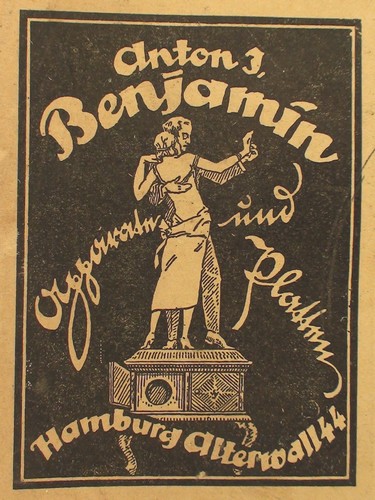 Anton J.
Benjamin
Apparate und Platten
Hamburg Alterwall 44